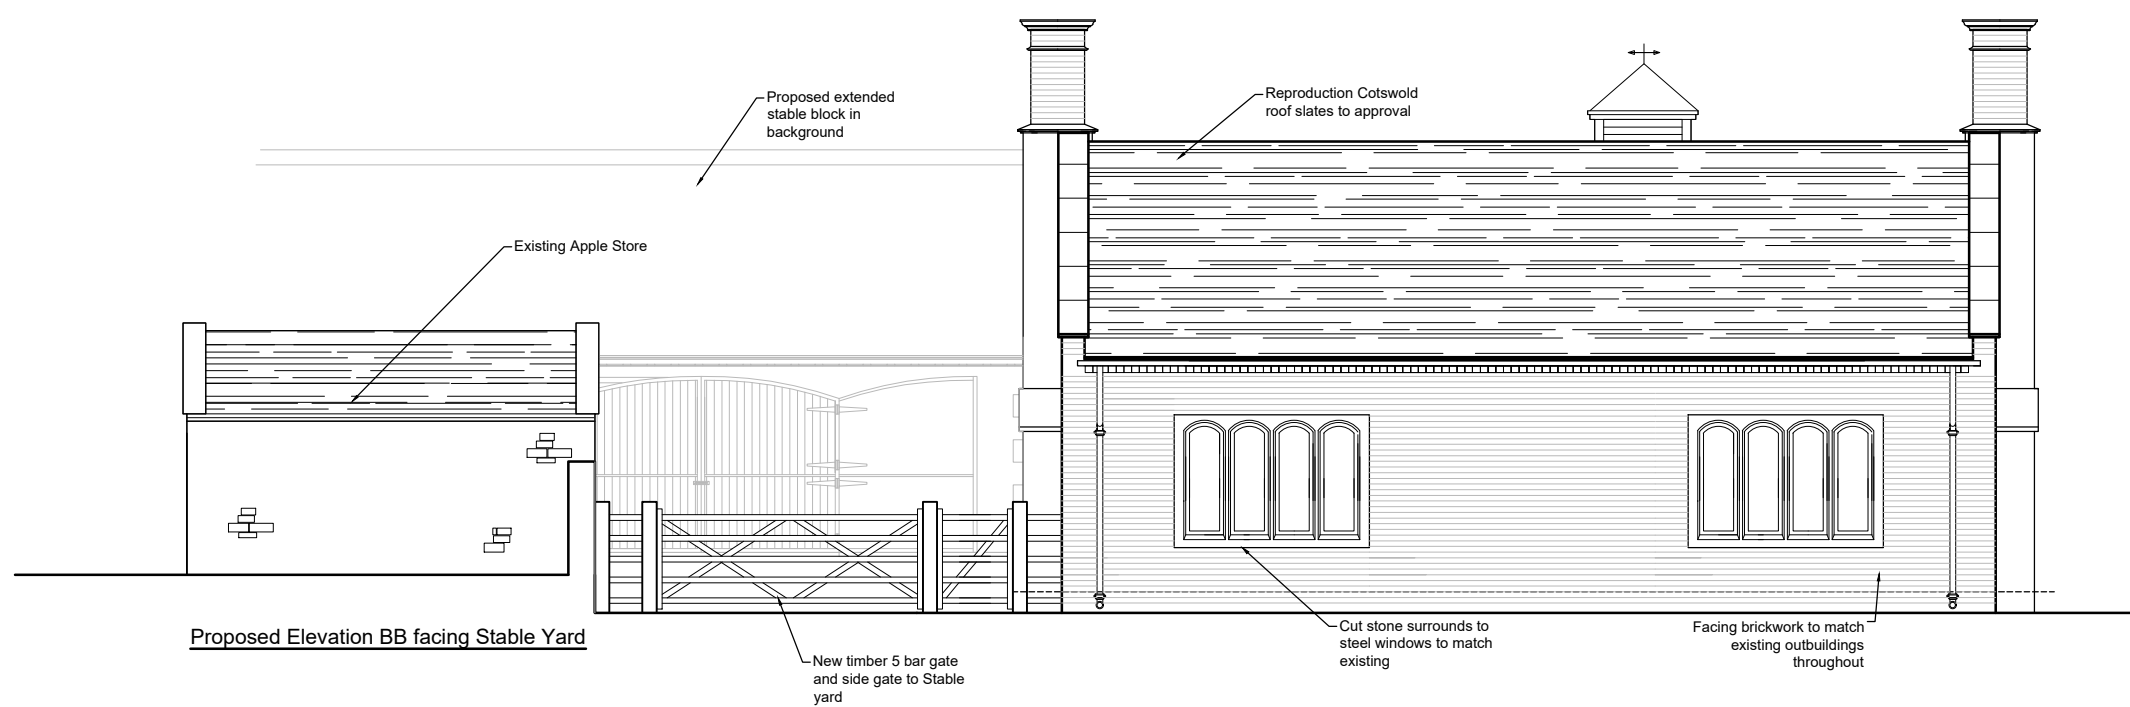 Proposed extended
stable block in
background
Reproduction Cotswold
roof slates to approval
Existing Apple Store
Proposed Elevation BB facing Stable Yard
New timber 5 bar gate
and side gate to Stable
yard
Cut stone surrounds to
steel windows to match
existing
Facing brickwork to match
existing outbuildings
throughout